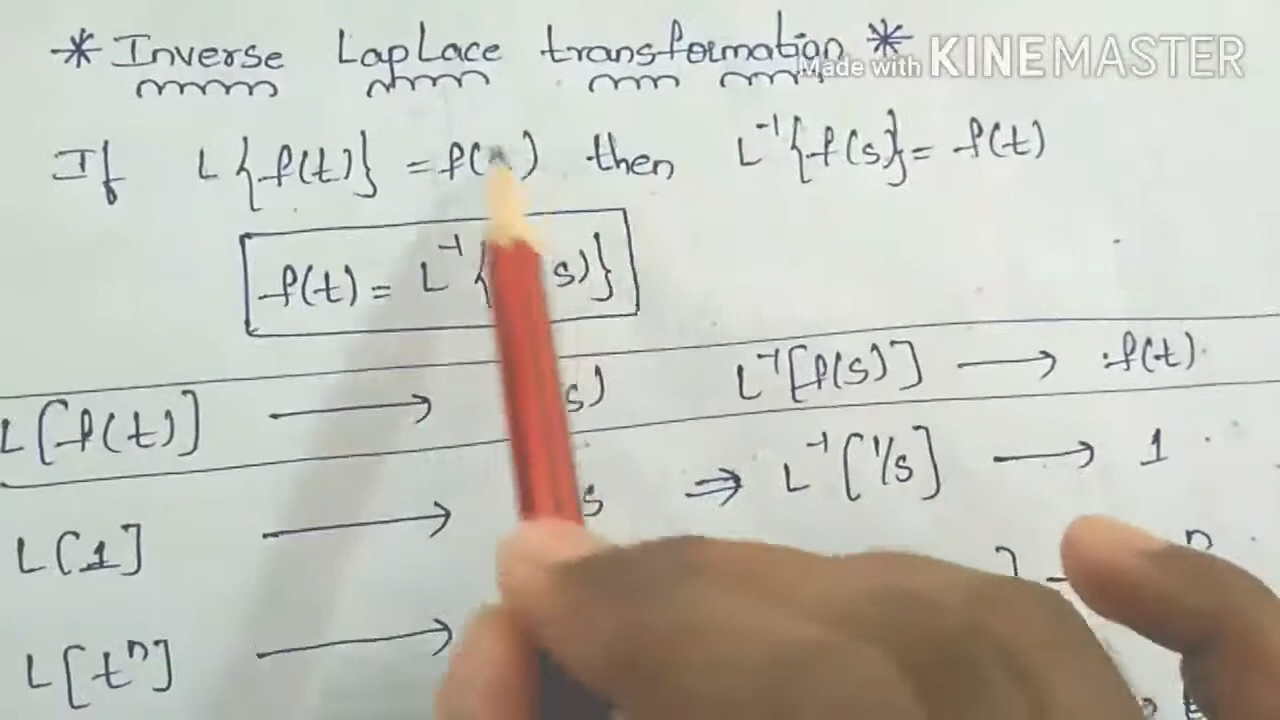 * Inverse Laplace transformation *
Made with KINEMASTER
If L{f(t)} = f( ) then L⁻¹{f(s)} = f(t)
f(t) = L⁻¹{ s)}
L[f(t)] ⟶ s) L⁻¹[f(s)] ⟶ f(t).
L[1] ⟶ s ⇒ L⁻¹[1/s] ⟶ 1
L[tⁿ] ⟶ ] n